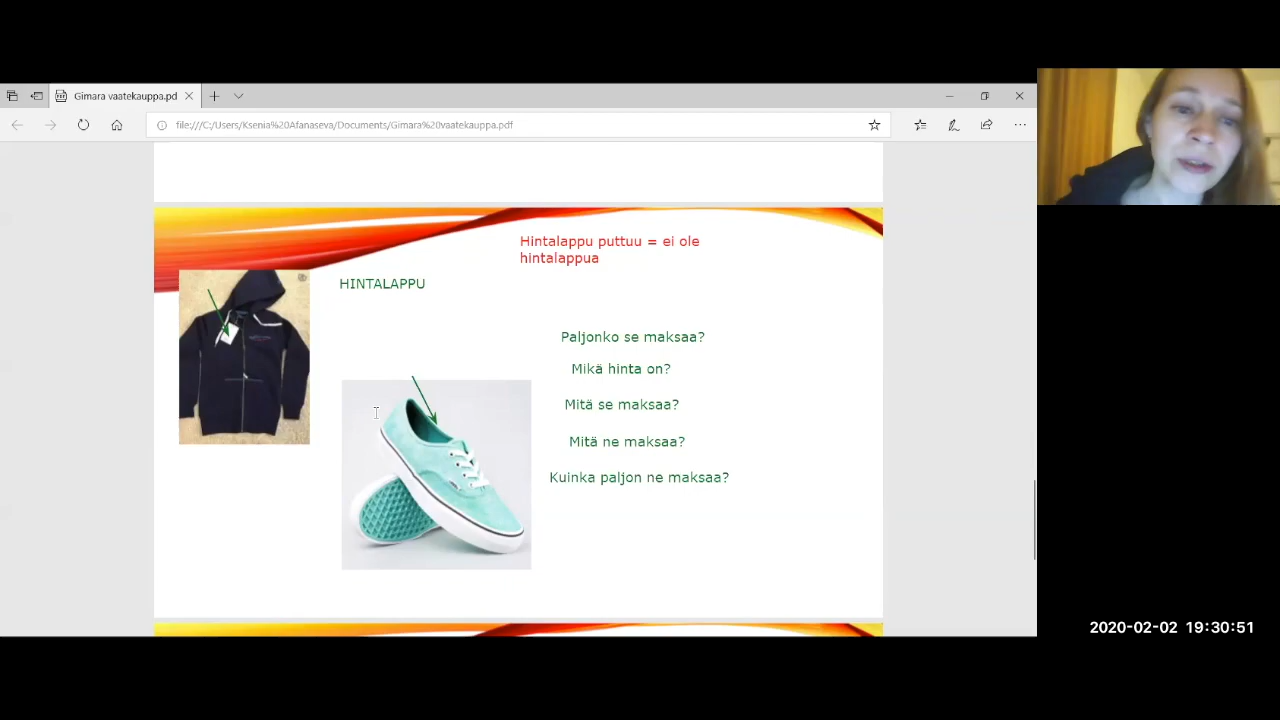 Gimara vaatekauppa.pd
file:///C:/Users/Ksenia%20Afanaseva/Documents/Gimara%20vaatekauppa.pdf
Hintalappu puttuu = ei ole
hintalappua
HINTALAPPU
Paljonko se maksaa?
Mikä hinta on?
Mitä se maksaa?
Mitä ne maksaa?
Kuinka paljon ne maksaa?
2020-02-02 19:30:51